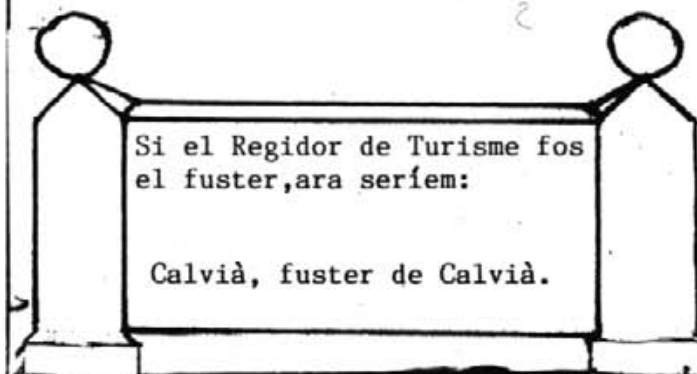 Si el Regidor de Turisme fos
el fuster,ara seríem:
Calvià, fuster de Calvià.